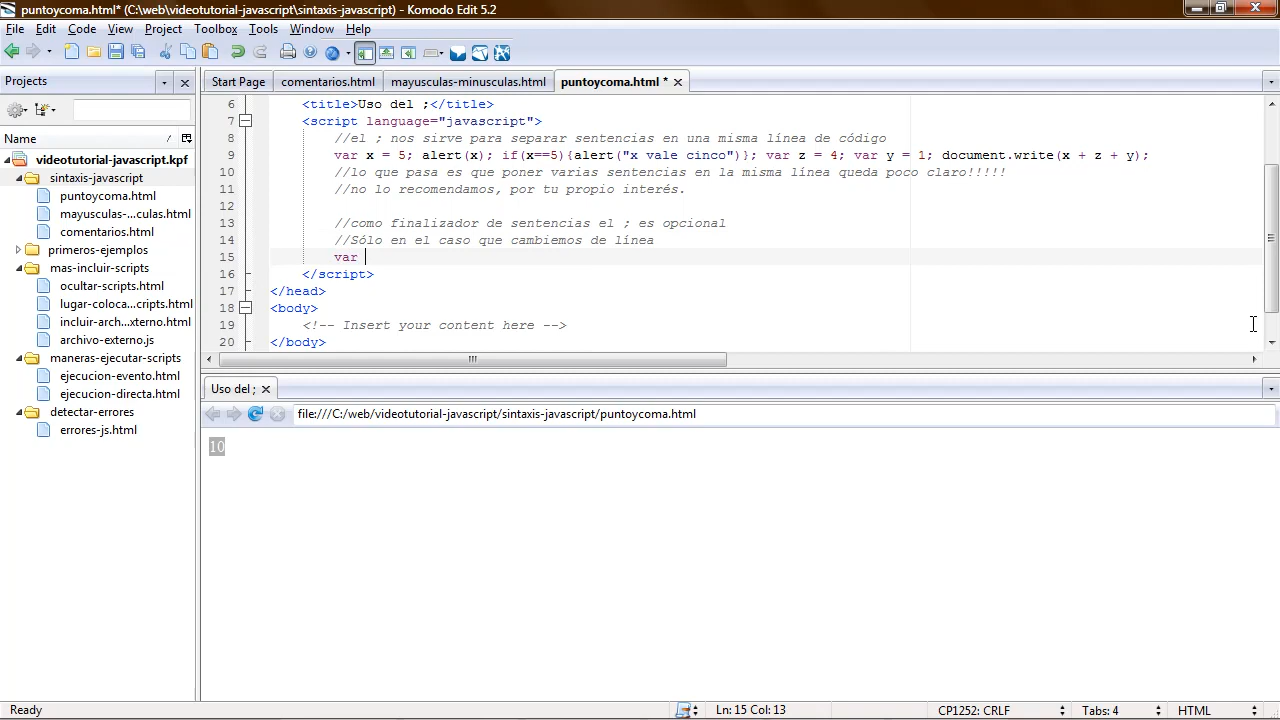 puntoycoma.html* (C:\web\videotutorial-javascript\sintaxis-javascript) - Komodo Edit 5.2
File Edit Code View Project Toolbox Tools Window Help
Projects
Start Page comentarios.html mayusculas-minusculas.html puntoycoma.html *
Name
videotutorial-javascript.kpf
sintaxis-javascript
puntoycoma.html
mayusculas-...culas.html
comentarios.html
primeros-ejemplos
mas-incluir-scripts
ocultar-scripts.html
lugar-coloca...cripts.html
incluir-arch...xterno.html
archivo-externo.js
maneras-ejecutar-scripts
ejecucion-evento.html
ejecucion-directa.html
detectar-errores
errores-js.html
6 <title>Uso del ;</title>
7 <script language="javascript">
8 //el ; nos sirve para separar sentencias en una misma línea de código
9 var x = 5; alert(x); if(x==5){alert("x vale cinco")}; var z = 4; var y = 1; document.write(x + z + y);
10 //lo que pasa es que poner varias sentencias en la misma línea queda poco claro!!!!!
11 //no lo recomendamos, por tu propio interés.
12
13 //como finalizador de sentencias el ; es opcional
14 //Sólo en el caso que cambiemos de línea
15 var
16 </script>
17 </head>
18 <body>
19 <!-- Insert your content here -->
20 </body>
Uso del ;
file:///C:/web/videotutorial-javascript/sintaxis-javascript/puntoycoma.html
10
Ready Ln: 15 Col: 13 CP1252: CRLF Tabs: 4 HTML